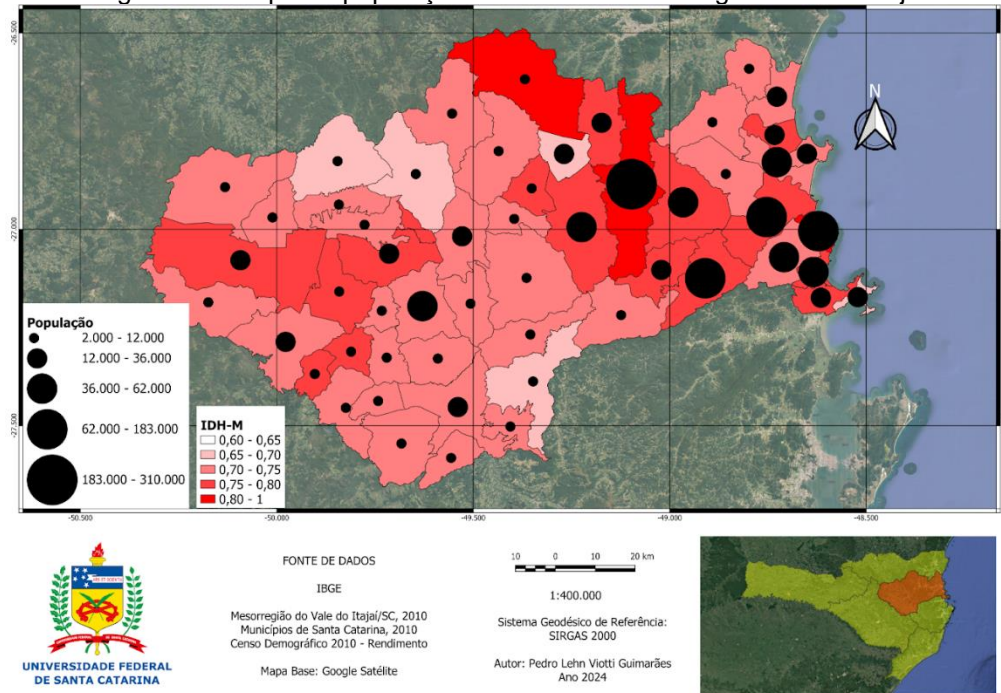 -26.500
N
-27.000
-27.500
População
2.000 - 12.000
12.000 - 36.000
36.000 - 62.000
62.000 - 183.000
183.000 - 310.000
IDH-M
0,60 - 0,65
0,65 - 0,70
0,70 - 0,75
0,75 - 0,80
0,80 - 1
-50.500
-50.000
-49.500
-49.000
-48.500
UNIVERSIDADE FEDERAL
DE SANTA CATARINA
FONTE DE DADOS
IBGE
Mesorregião do Vale do Itajaí/SC, 2010
Municípios de Santa Catarina, 2010
Censo Demográfico 2010 - Rendimento
Mapa Base: Google Satélite
10 0 10 20 km
1:400.000
Sistema Geodésico de Referência:
SIRGAS 2000
Autor: Pedro Lehn Viotti Guimarães
Ano 2024